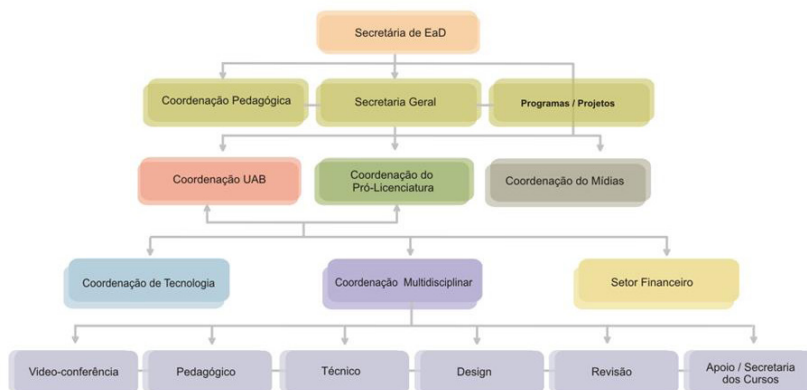 Secretária de EaD
Coordenação Pedagógica
Secretaria Geral
Programas / Projetos
Coordenação UAB
Coordenação do
Pró-Licenciatura
Coordenação do Mídias
Coordenação de Tecnologia
Coordenação Multidisciplinar
Setor Financeiro
Video-conferência
Pedagógico
Técnico
Design
Revisão
Apoio / Secretaria
dos Cursos